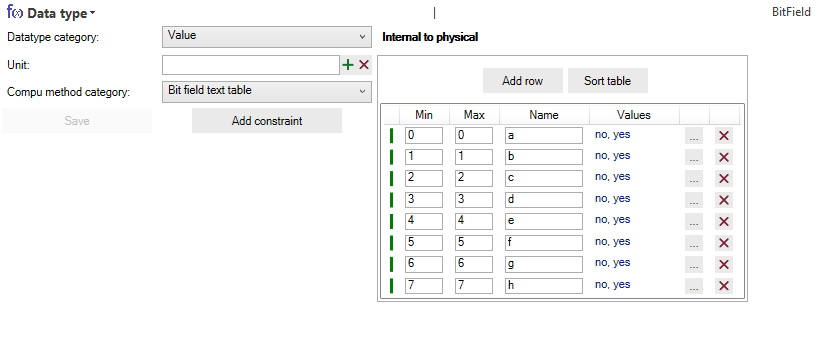 f(x) Data type
BitField
Datatype category:
Value
Unit:
Compu method category:
Bit field text table
Save
Add constraint
Internal to physical
Add row
Sort table
Min Max Name Values
0 0 a no, yes ...
1 1 b no, yes ...
2 2 c no, yes ...
3 3 d no, yes ...
4 4 e no, yes ...
5 5 f no, yes ...
6 6 g no, yes ...
7 7 h no, yes ...